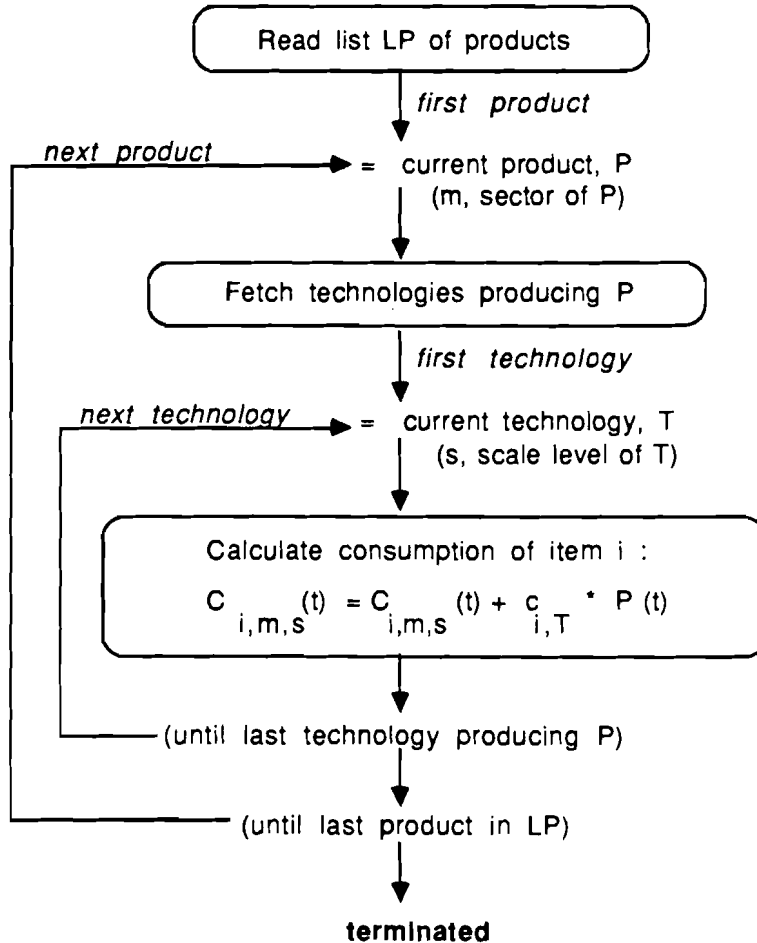 Read list LP of products
first product
next product
= current product, P
(m, sector of P)
Fetch technologies producing P
first technology
next technology
= current technology, T
(s, scale level of T)
Calculate consumption of item i :
C i,m,s (t) = C i,m,s (t) + c i,T * P (t)
(until last technology producing P)
(until last product in LP)
terminated